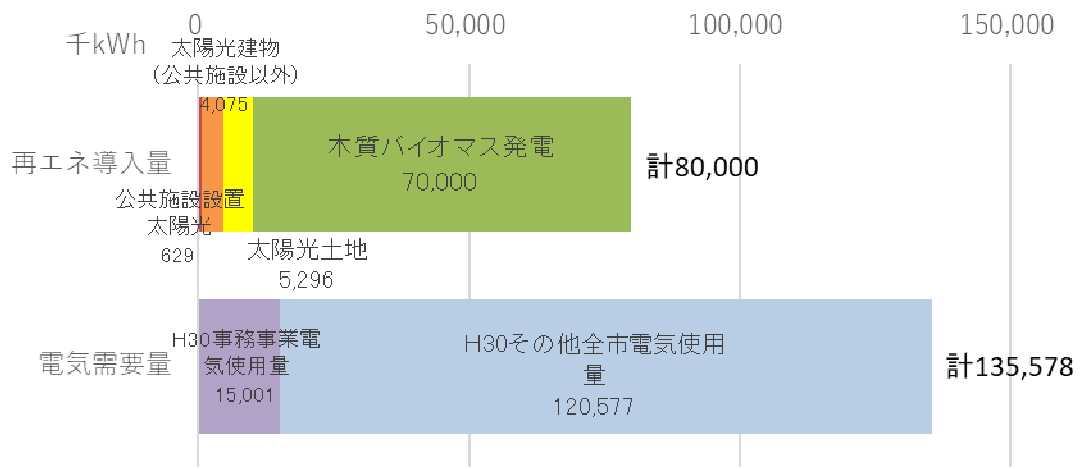 0 50,000 100,000 150,000
千kWh
太陽光建物
（公共施設以外）
4,075
再エネ導入量
木質バイオマス発電
70,000
計80,000
公共施設設置
太陽光
629
太陽光土地
5,296
電気需要量
H30事務事業電
気使用量
15,001
H30その他全市電気使用
量
120,577
計135,578